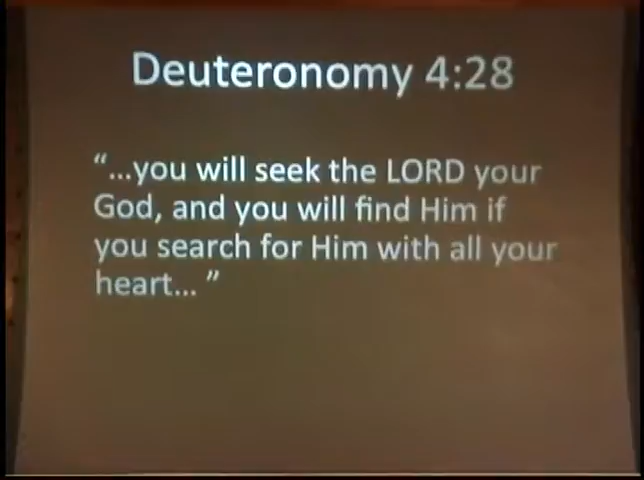 Deuteronomy 4:28
“...you will seek the LORD your
God, and you will find Him if
you search for Him with all your
heart... ”